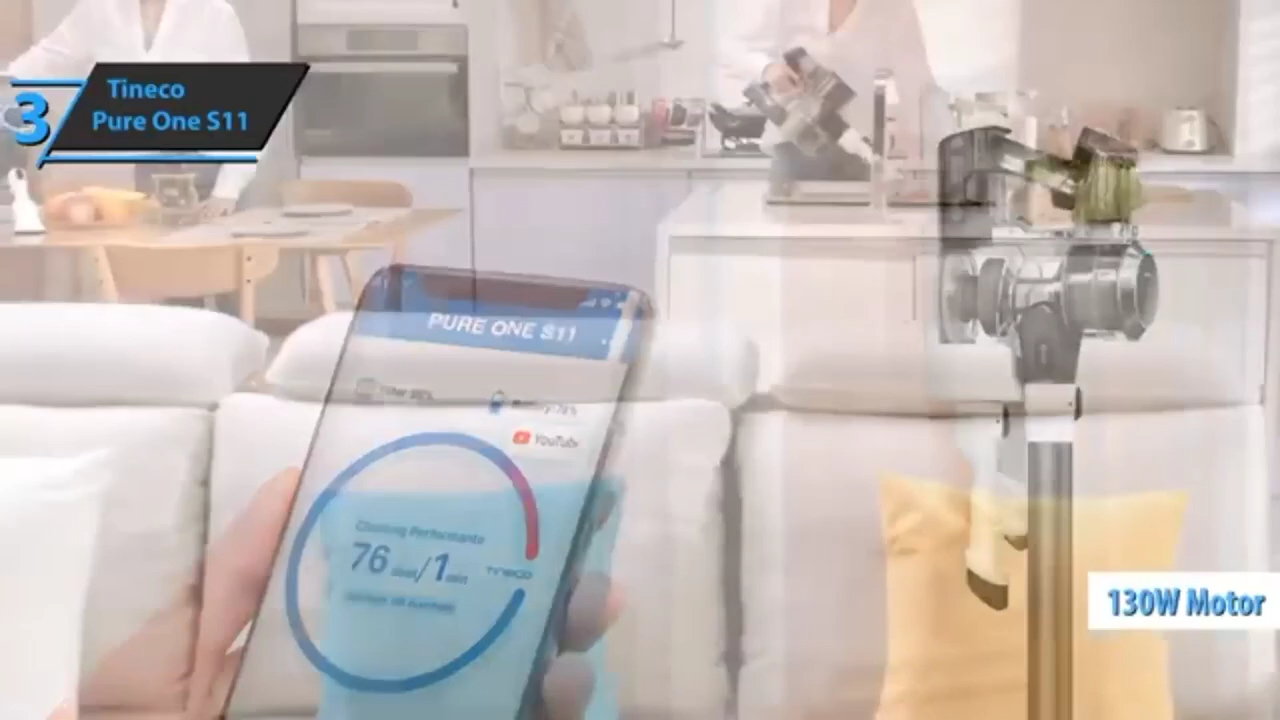 3
Tineco
Pure One S11
PURE ONE S11
YouTube
Cleaning Performance
76 /1
TINECO
130W Motor